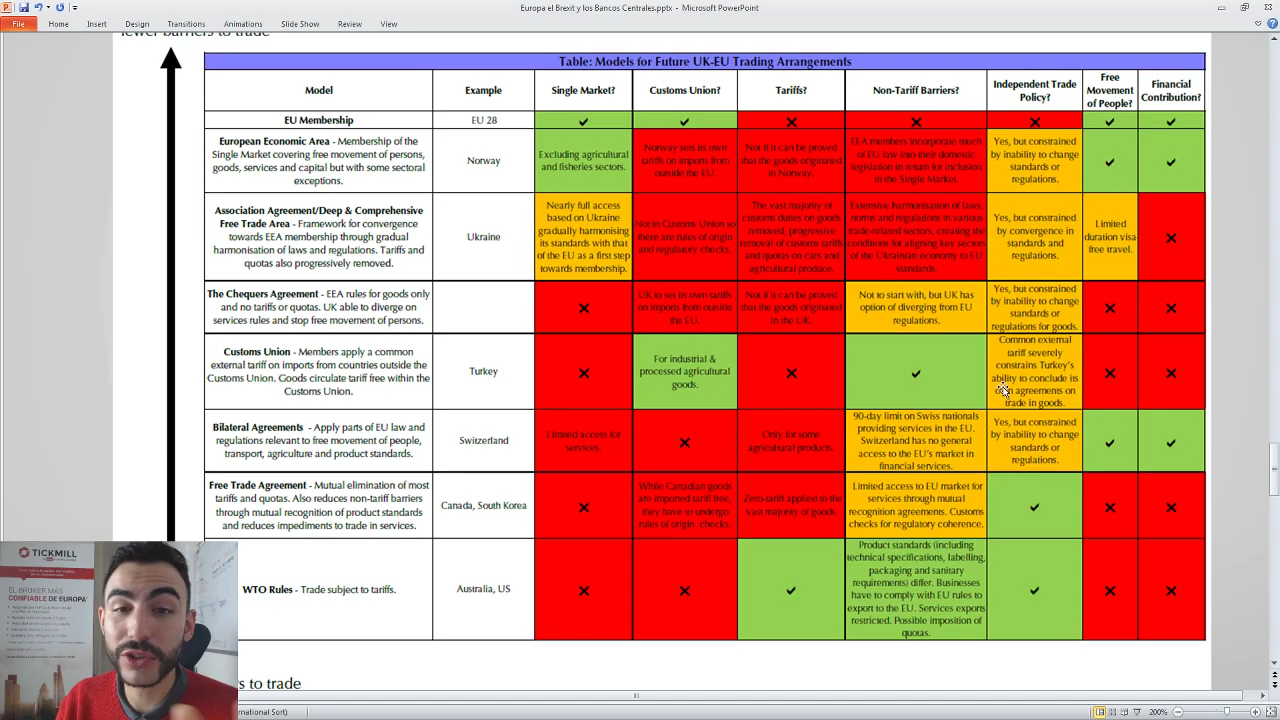 Europa el Brexit y los Bancos Centrales.pptx - PowerPoint
File
Home
Insert
Transitions
Animations
Slide Show
Review
View
fewer barriers to trade
Table: Models for Future UK-EU Trading Arrangements
Model
Example
Single Market?
Customs Union?
Tariffs?
Non-Tariff Barriers?
Independent Trade
Policy?
Free
Movement
of People?
Financial
Contribution?
EU Membership
EU 28
✓
✓
✕
✕
✕
✓
✓
European Economic Area - Membership of the
Single Market covering free movement of persons,
goods, services and capital but with some sectoral
exceptions.
Norway
Excluding agricultural
and fisheries sectors.
Norway sets its own
tariffs on imports from
outside the EU.
Not if it can be proved
that the goods originated
in Norway.
EEA members incorporate much
of EU law into their domestic
legislation in return for inclusion
in the Single Market.
Yes, but constrained
by inability to change
standards or
regulations.
✓
✓
Association Agreement/Deep & Comprehensive
Free Trade Area - Framework for convergence
towards EEA membership through gradual
harmonisation of laws and regulations. Tariffs and
quotas also progressively removed.
Ukraine
Nearly full access
based on Ukraine
gradually harmonising
its standards with that
of the EU as a first step
towards membership.
Not in Customs Union so
there are rules of origin
and regulatory checks.
The vast majority of
customs duties on goods
removed, progressive
removal of customs tariffs
and quotas on cars and
agricultural produce.
Extensive harmonisation of laws,
norms and regulations in various
trade-related sectors, creating the
conditions for aligning key sectors
of the Ukrainian economy to EU
standards.
Yes, but constrained
by convergence in
standards and
regulations.
Limited
duration visa
free travel.
✕
The Chequers Agreement - EEA rules for goods only
and no tariffs or quotas. UK able to diverge on
services rules and stop free movement of persons.
✕
UK to set its own tariffs
on imports from outside
the EU.
Not if it can be proved
that the goods originated
in the UK.
Not to start with, but UK has
option of diverging from EU
regulations.
Yes, but constrained
by inability to change
standards or
regulations for goods.
✕
✕
Customs Union - Members apply a common
external tariff on imports from countries outside the
Customs Union. Goods circulate tariff free within the
Customs Union.
Turkey
✕
For industrial &
processed agricultural
goods.
✕
✓
Common external
tariff severely
constrains Turkey's
ability to conclude its
own agreements on
trade in goods.
✕
✕
Bilateral Agreements - Apply parts of EU law and
regulations relevant to free movement of people,
transport, agriculture and product standards.
Switzerland
Limited access for
services.
✕
Only for some
agricultural products.
90-day limit on Swiss nationals
providing services in the EU.
Switzerland has no general
access to the EU's market in
financial services.
Yes, but constrained
by inability to change
standards or
regulations.
✓
✓
Free Trade Agreement - Mutual elimination of most
tariffs and quotas. Also reduces non-tariff barriers
through mutual recognition of product standards
and reduces impediments to trade in services.
Canada, South Korea
✕
While Canadian goods
are imported tariff free,
they have to undergo
rules of origin checks.
Zero-tariff applied to the
vast majority of goods.
Limited access to EU market for
services through mutual
recognition agreements. Customs
checks for regulatory coherence.
✓
✕
✕
WTO Rules - Trade subject to tariffs.
Australia, US
✕
✕
✓
Product standards (including
technical specifications, labelling,
packaging and sanitary
requirements) differ. Businesses
have to comply with EU rules to
export to the EU. Services exports
restricted. Possible imposition of
quotas.
✓
✕
✕
TICKMILL
EL BROKER MÁS
CONFIABLE DE EUROPA
rs to trade
rnational Sort)
200%